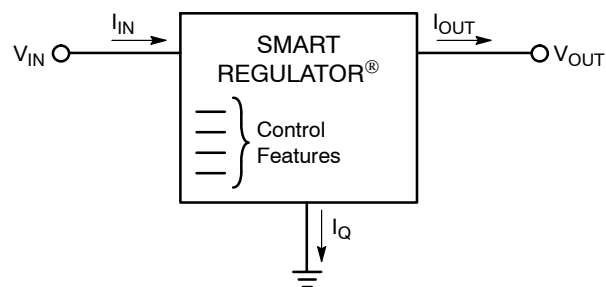 I_IN
I_OUT
V_IN
SMART
REGULATOR®
V_OUT
Control
Features
I_Q